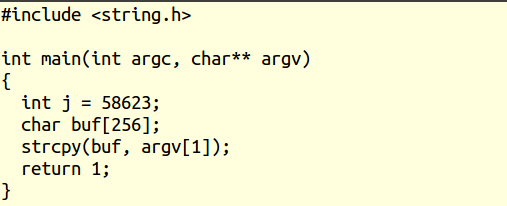 #include <string.h>

int main(int argc, char** argv)
{
  int j = 58623;
  char buf[256];
  strcpy(buf, argv[1]);
  return 1;
}